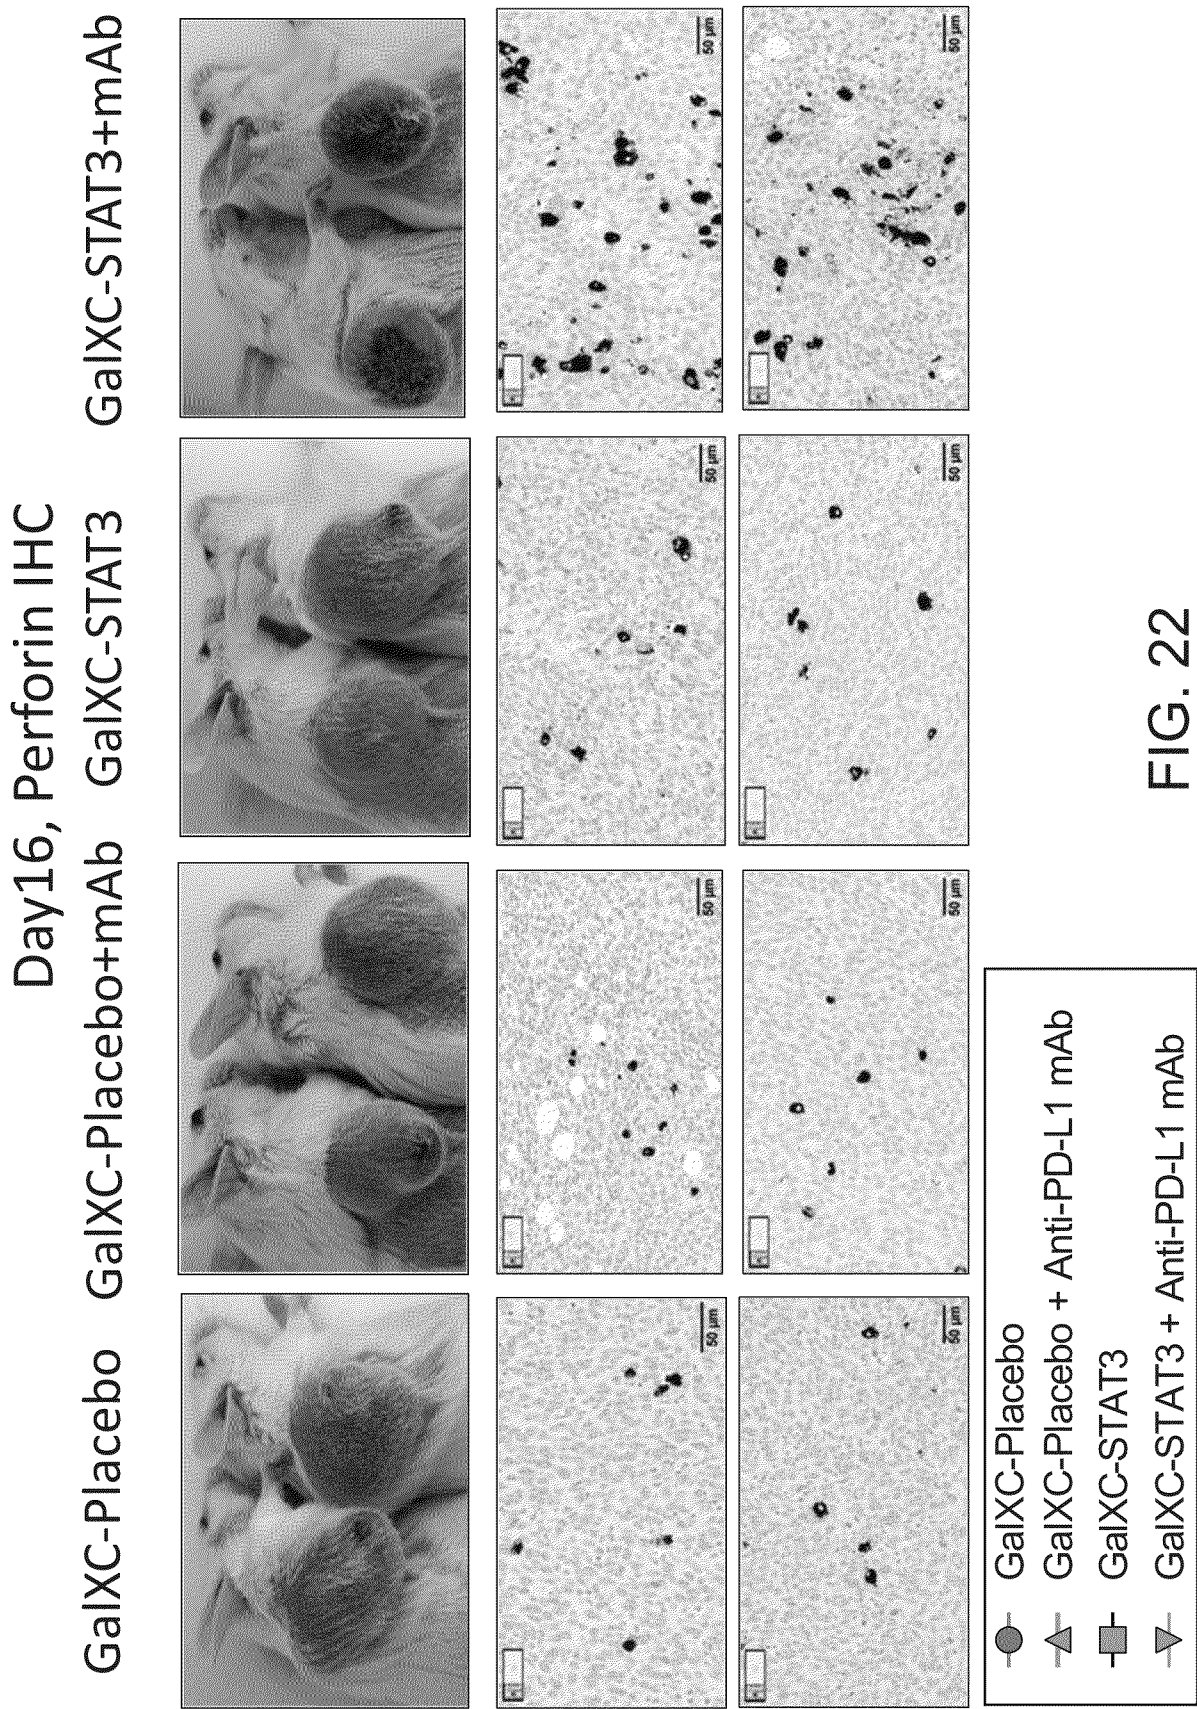 Day16, Perforin IHC
GalXC-Placebo GalXC-Placebo+mAb GalXC-STAT3 GalXC-STAT3+mAb
50 µm 50 µm 50 µm 50 µm
50 µm 50 µm 50 µm 50 µm
GalXC-Placebo
GalXC-Placebo + Anti-PD-L1 mAb
GalXC-STAT3
GalXC-STAT3 + Anti-PD-L1 mAb
FIG. 22